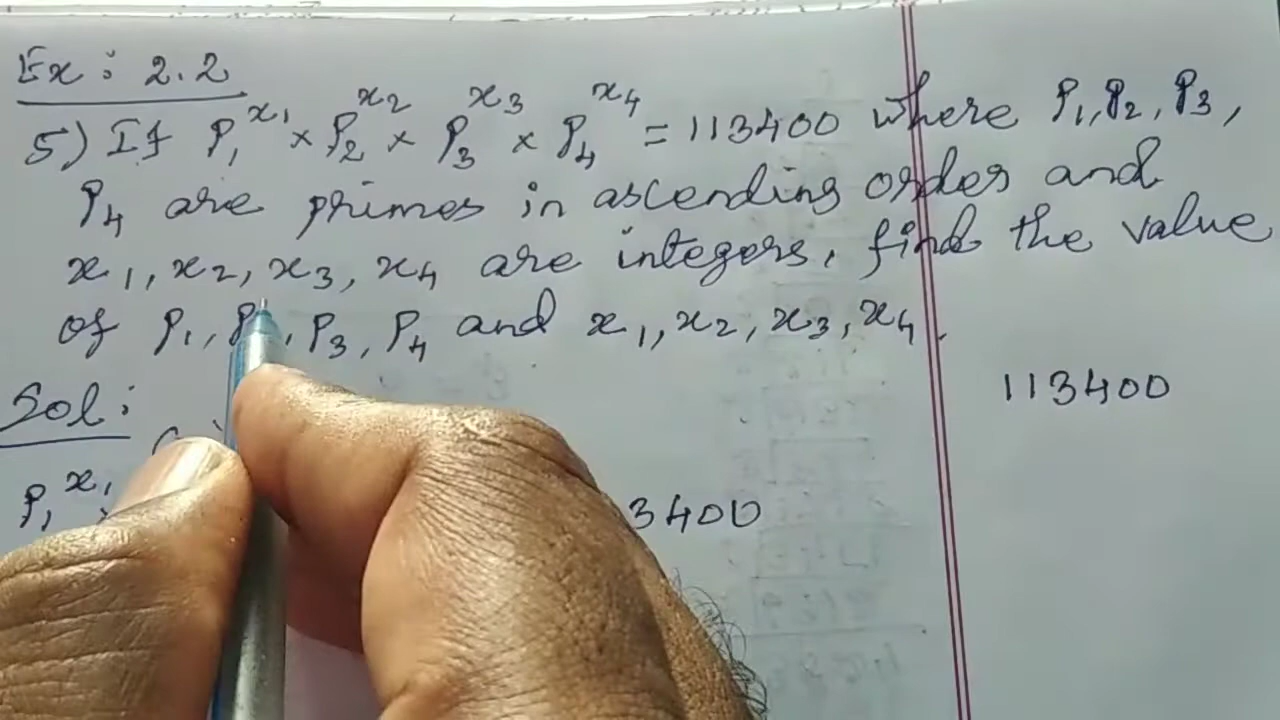 Ex : 2.2
5) If P₁^x₁ × P₂^x₂ × P₃^x₃ × P₄^x₄ = 113400 where P₁, P₂, P₃,
P₄ are primes in ascending order and
x₁, x₂, x₃, x₄ are integers, find the value
of P₁, P , P₃, P₄ and x₁, x₂, x₃, x₄.
113400
Sol :
P₁^x₁ 3400